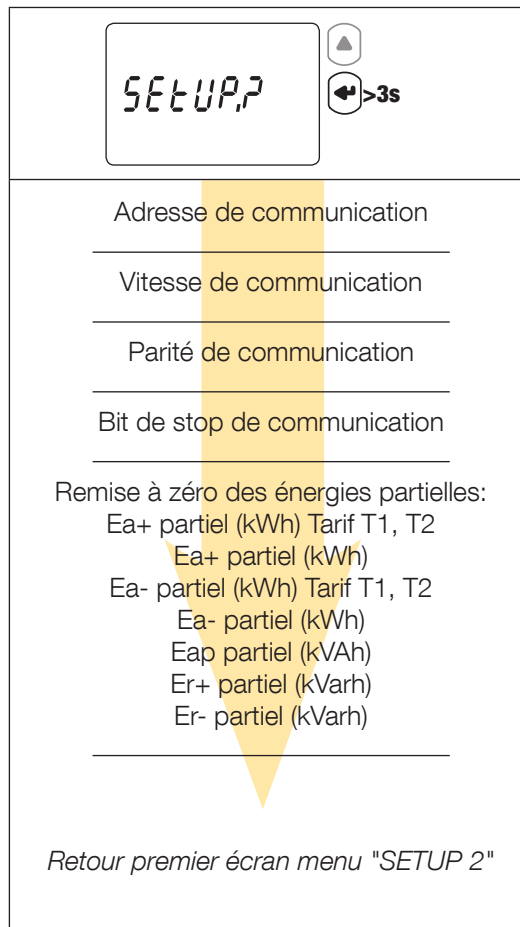 SEtUP.2
>3s
Adresse de communication
Vitesse de communication
Parité de communication
Bit de stop de communication
Remise à zéro des énergies partielles:
Ea+ partiel (kWh) Tarif T1, T2
Ea+ partiel (kWh)
Ea- partiel (kWh) Tarif T1, T2
Ea- partiel (kWh)
Eap partiel (kVAh)
Er+ partiel (kVarh)
Er- partiel (kVarh)
Retour premier écran menu "SETUP 2"